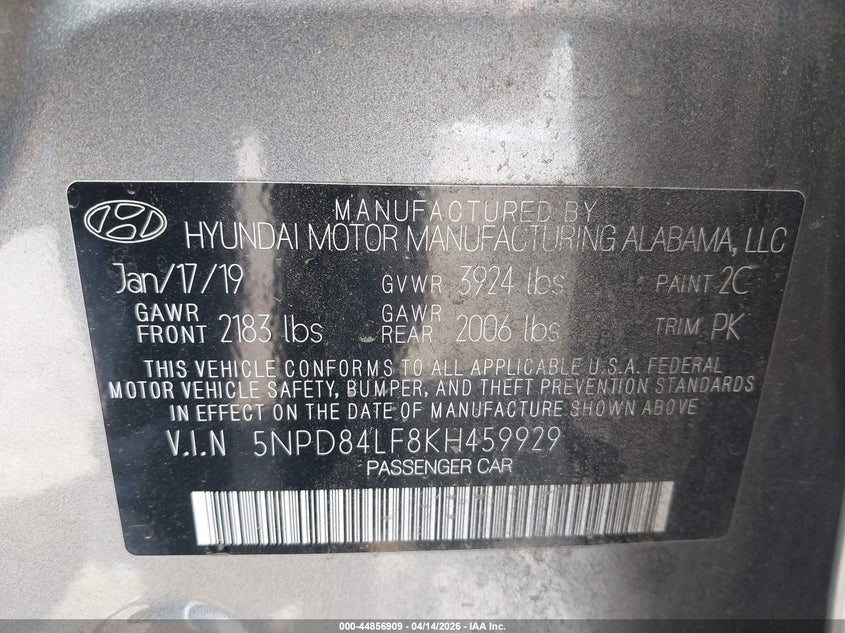 MANUFACTURED BY
HYUNDAI MOTOR MANUFACTURING ALABAMA, LLC
Jan/17/19 GVWR 3924 lbs PAINT 2C
GAWR FRONT 2183 lbs GAWR REAR 2006 lbs TRIM PK
THIS VEHICLE CONFORMS TO ALL APPLICABLE U.S.A. FEDERAL
MOTOR VEHICLE SAFETY, BUMPER, AND THEFT PREVENTION STANDARDS
IN EFFECT ON THE DATE OF MANUFACTURE SHOWN ABOVE.
V.I.N 5NPD84LF8KH459929
PASSENGER CAR
000-44856909 | 04/14/2026 | IAA Inc.